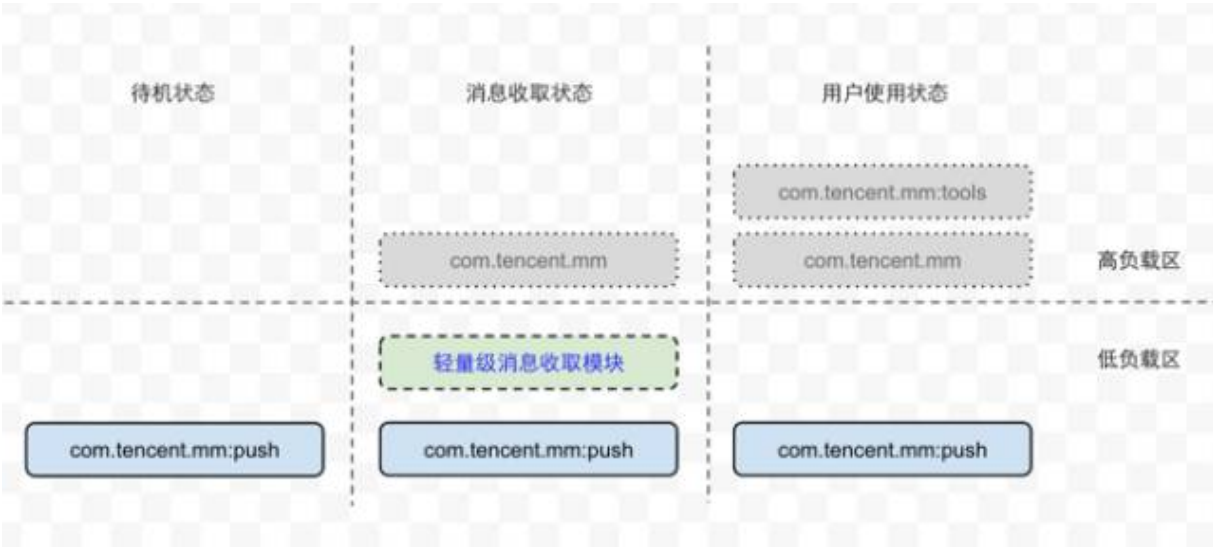 待机状态
消息收取状态
用户使用状态
com.tencent.mm:tools
com.tencent.mm
com.tencent.mm
高负载区
轻量级消息收取模块
低负载区
com.tencent.mm:push
com.tencent.mm:push
com.tencent.mm:push